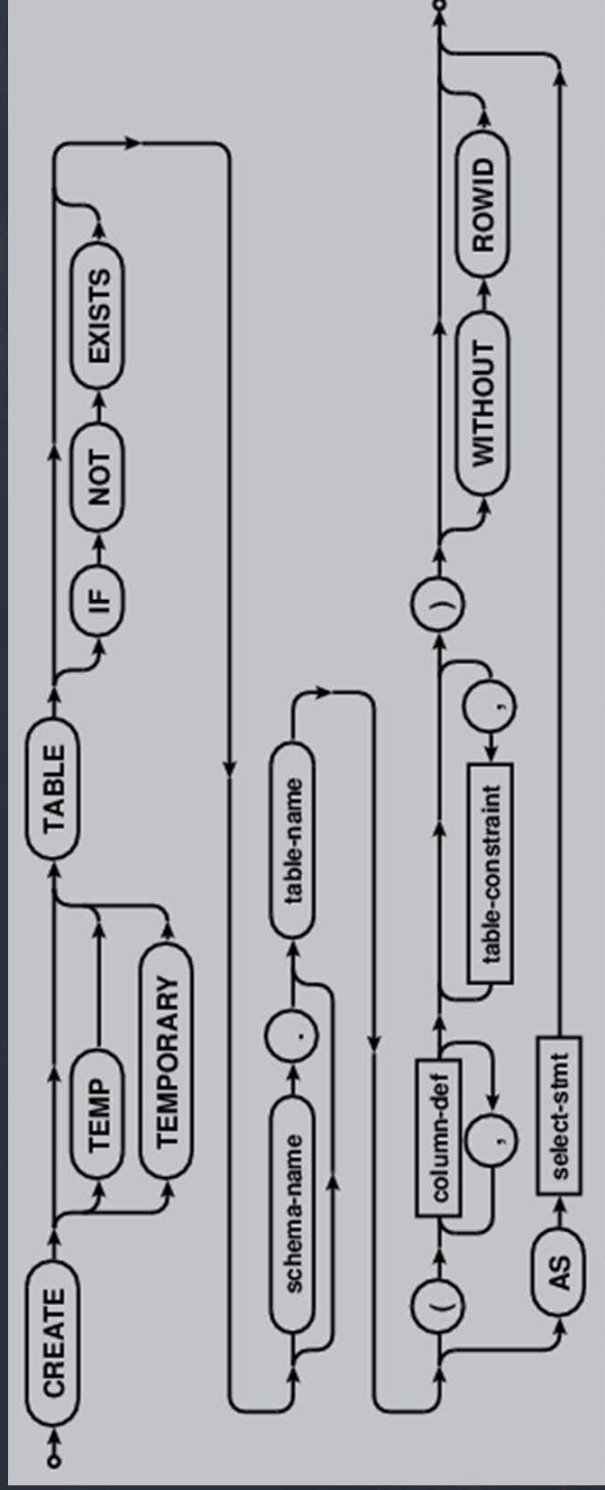 CREATE TEMP TEMPORARY TABLE IF NOT EXISTS
schema-name . table-name
( column-def , table-constraint , ) WITHOUT ROWID
AS select-stmt